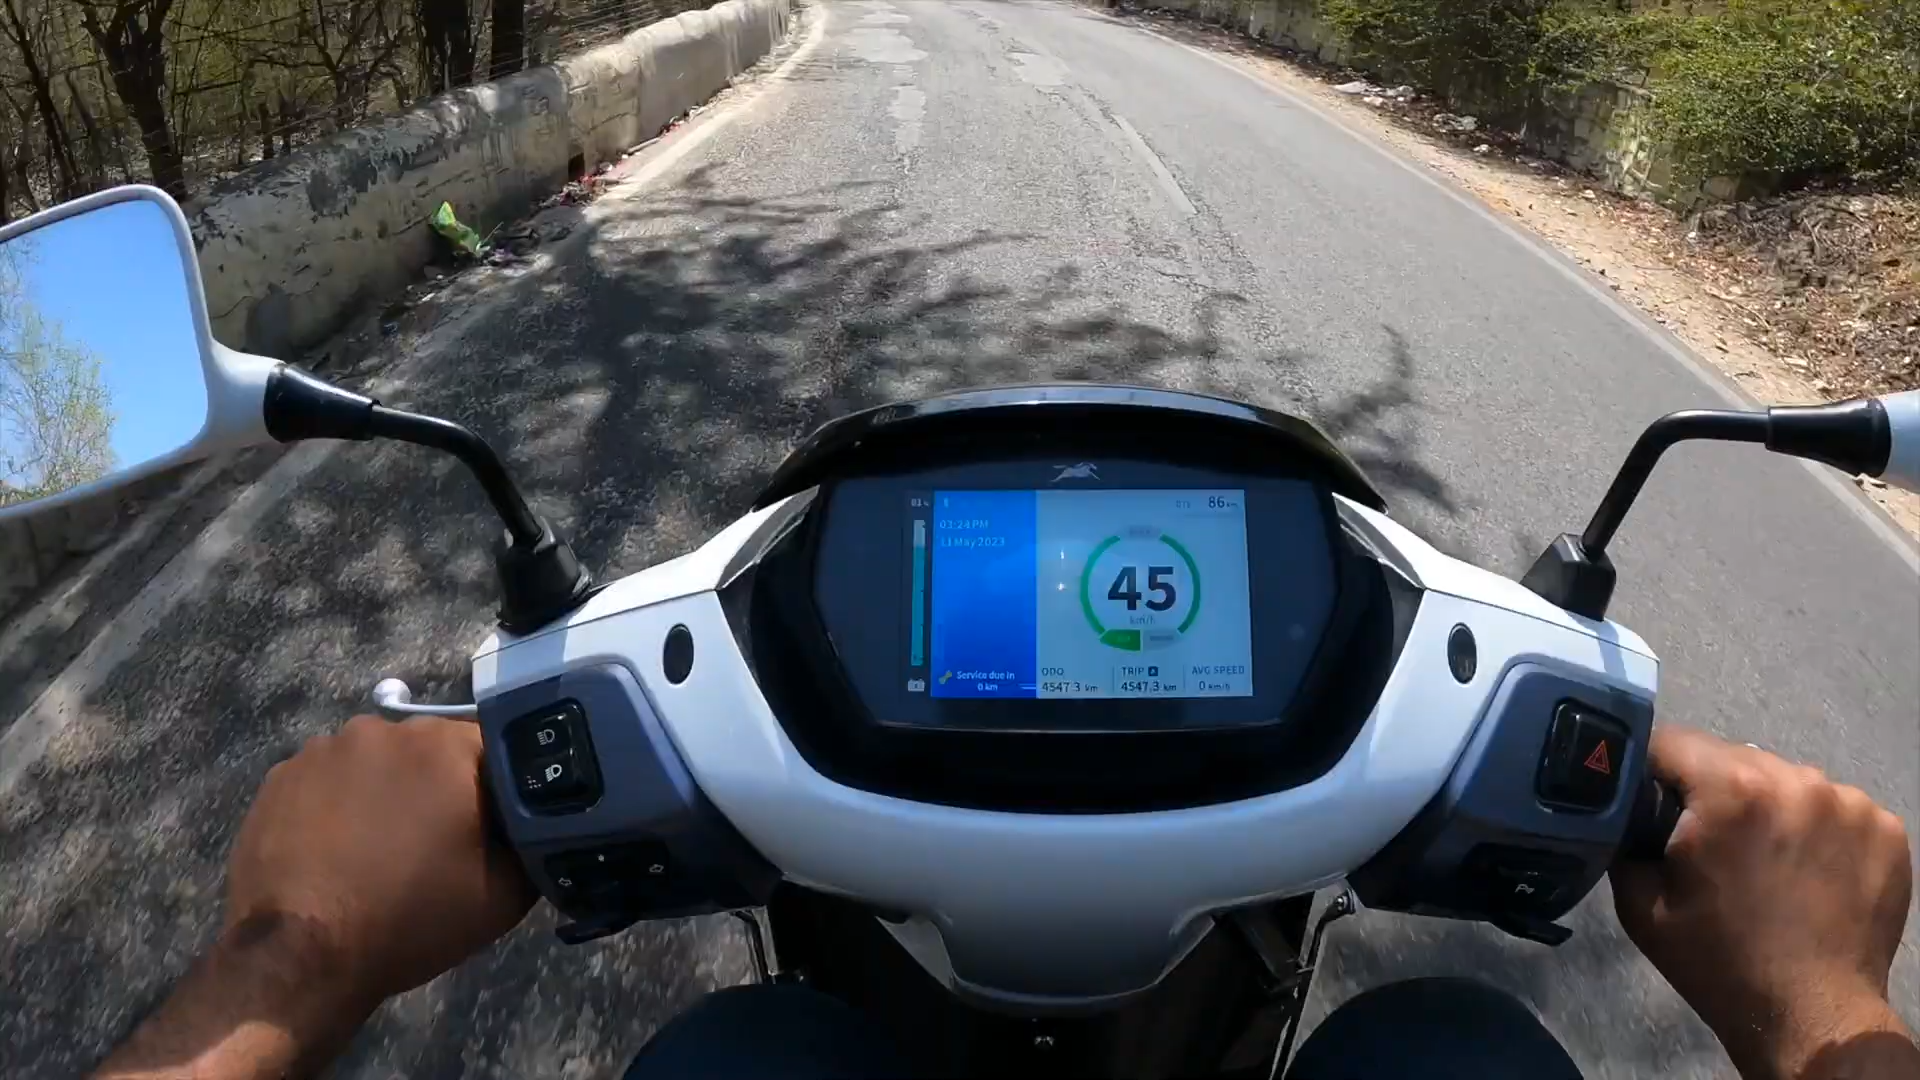 81%
86 km
03:24 PM
11 May 2023
45
km/h
Service due in
0 km
ODO
4547.3 km
TRIP A
4547.3 km
AVG SPEED
0 km/h